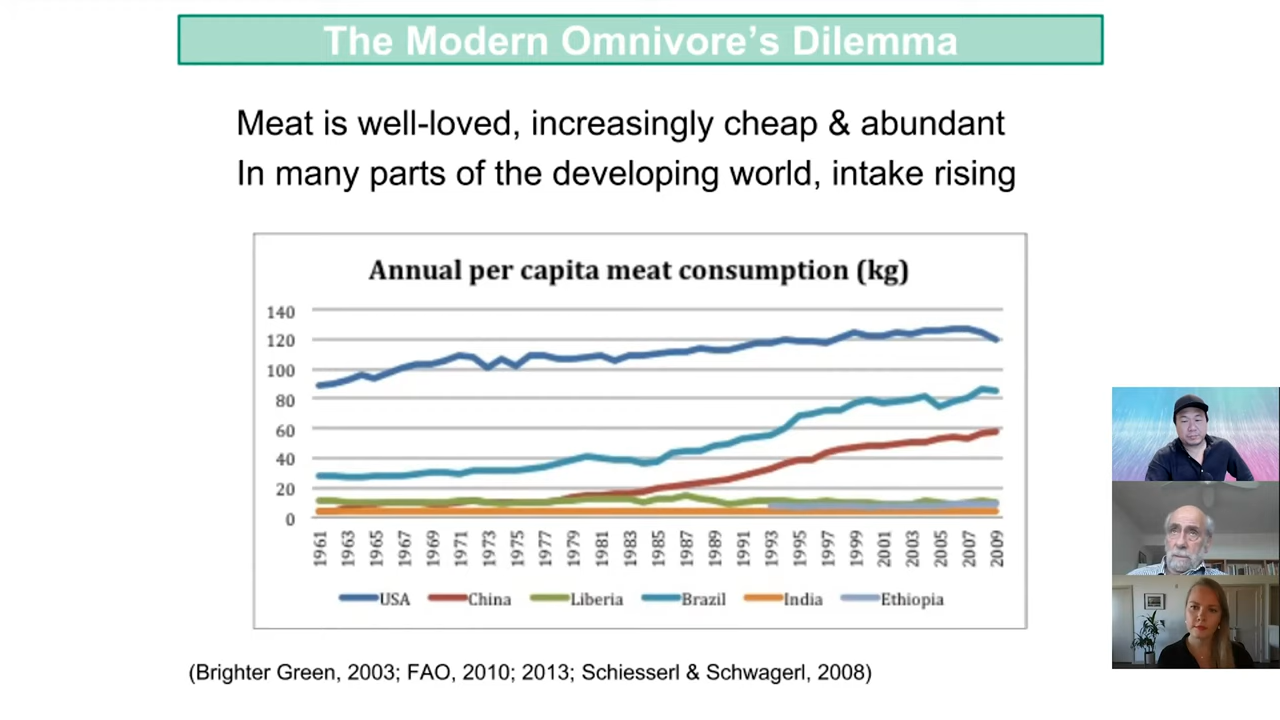 The Modern Omnivore’s Dilemma
Meat is well-loved, increasingly cheap & abundant
In many parts of the developing world, intake rising
Annual per capita meat consumption (kg)
140
120
100
80
60
40
20
0
1961 1963 1965 1967 1969 1971 1973 1975 1977 1979 1981 1983 1985 1987 1989 1991 1993 1995 1997 1999 2001 2003 2005 2007 2009
USA China Liberia Brazil India Ethiopia
(Brighter Green, 2003; FAO, 2010; 2013; Schiesserl & Schwagerl, 2008)